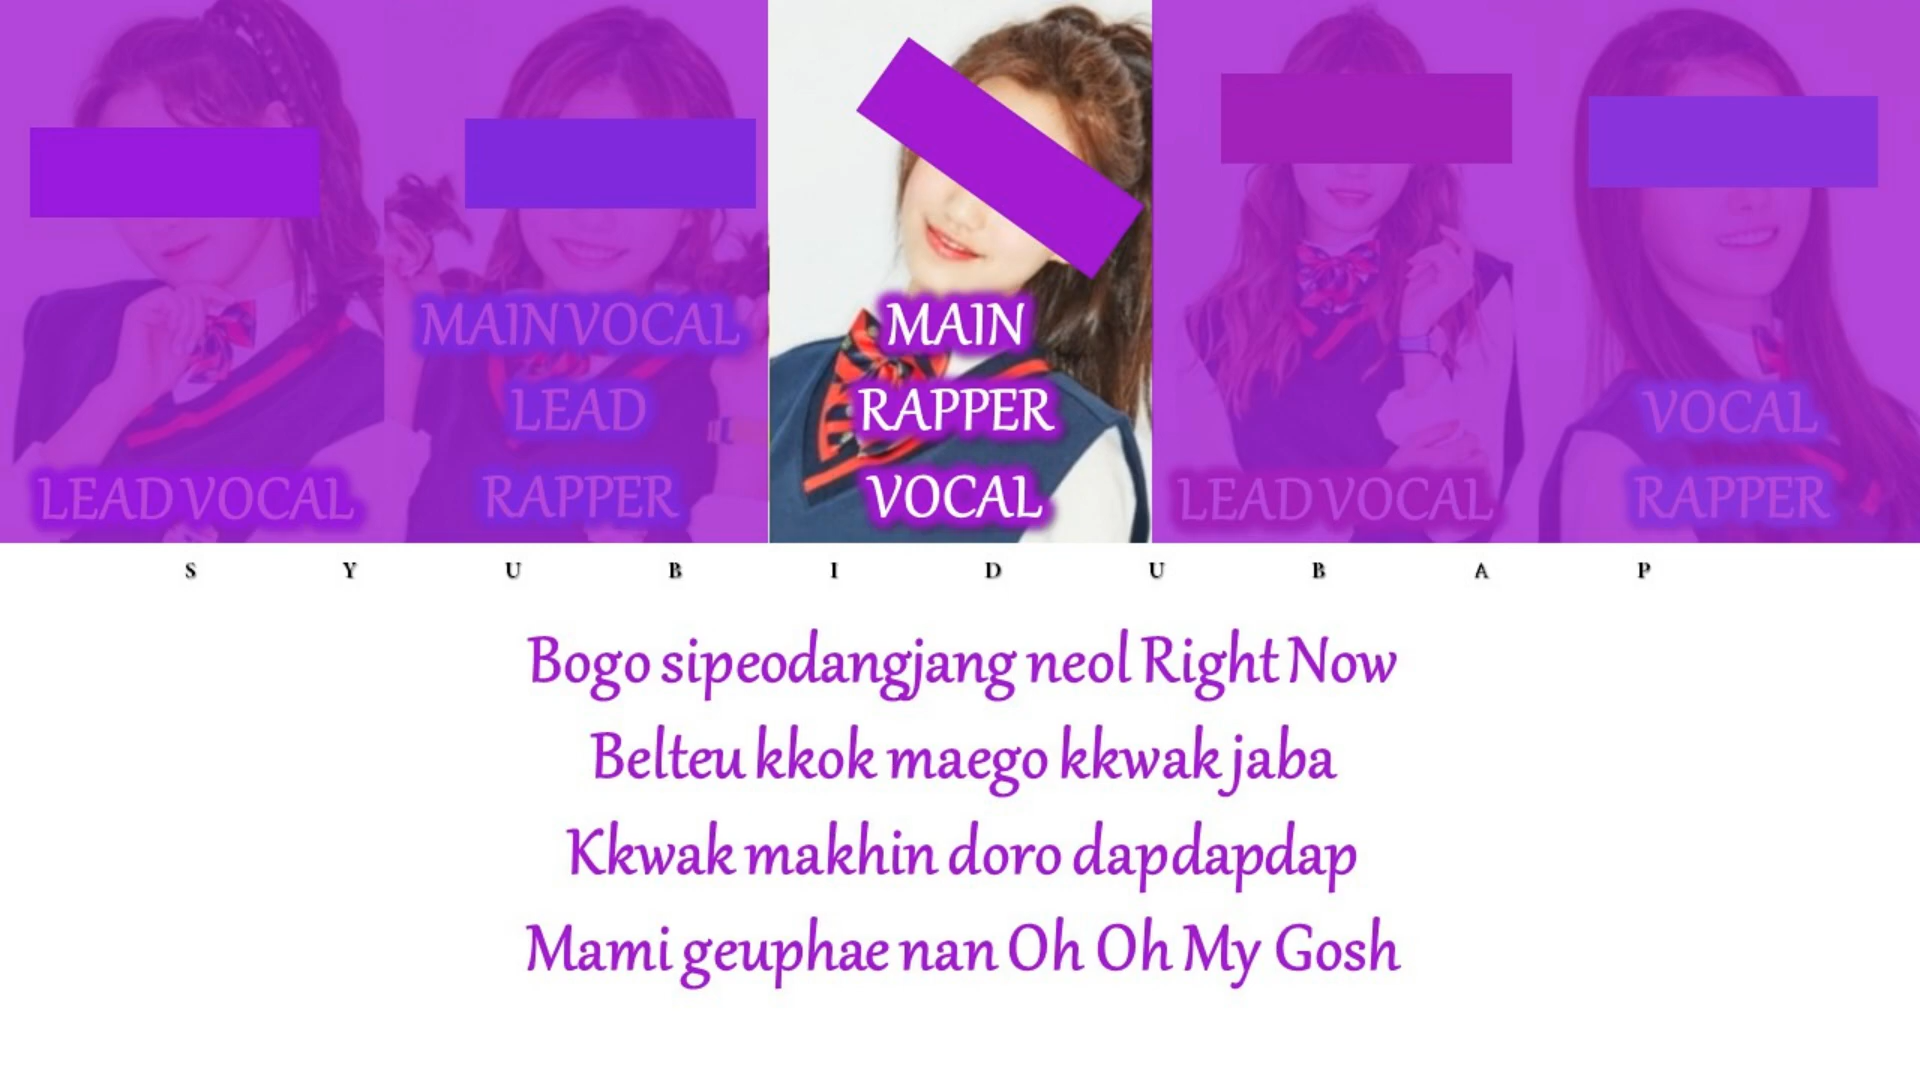 LEAD VOCAL
MAIN VOCAL
LEAD
RAPPER
MAIN
RAPPER
VOCAL
LEAD VOCAL
VOCAL
RAPPER
S Y U B I D U B A P
Bogo sipeodangjang neol Right Now
Belteu kkok maego kkwak jaba
Kkwak makhin doro dapdapdap
Mami geuphae nan Oh Oh My Gosh